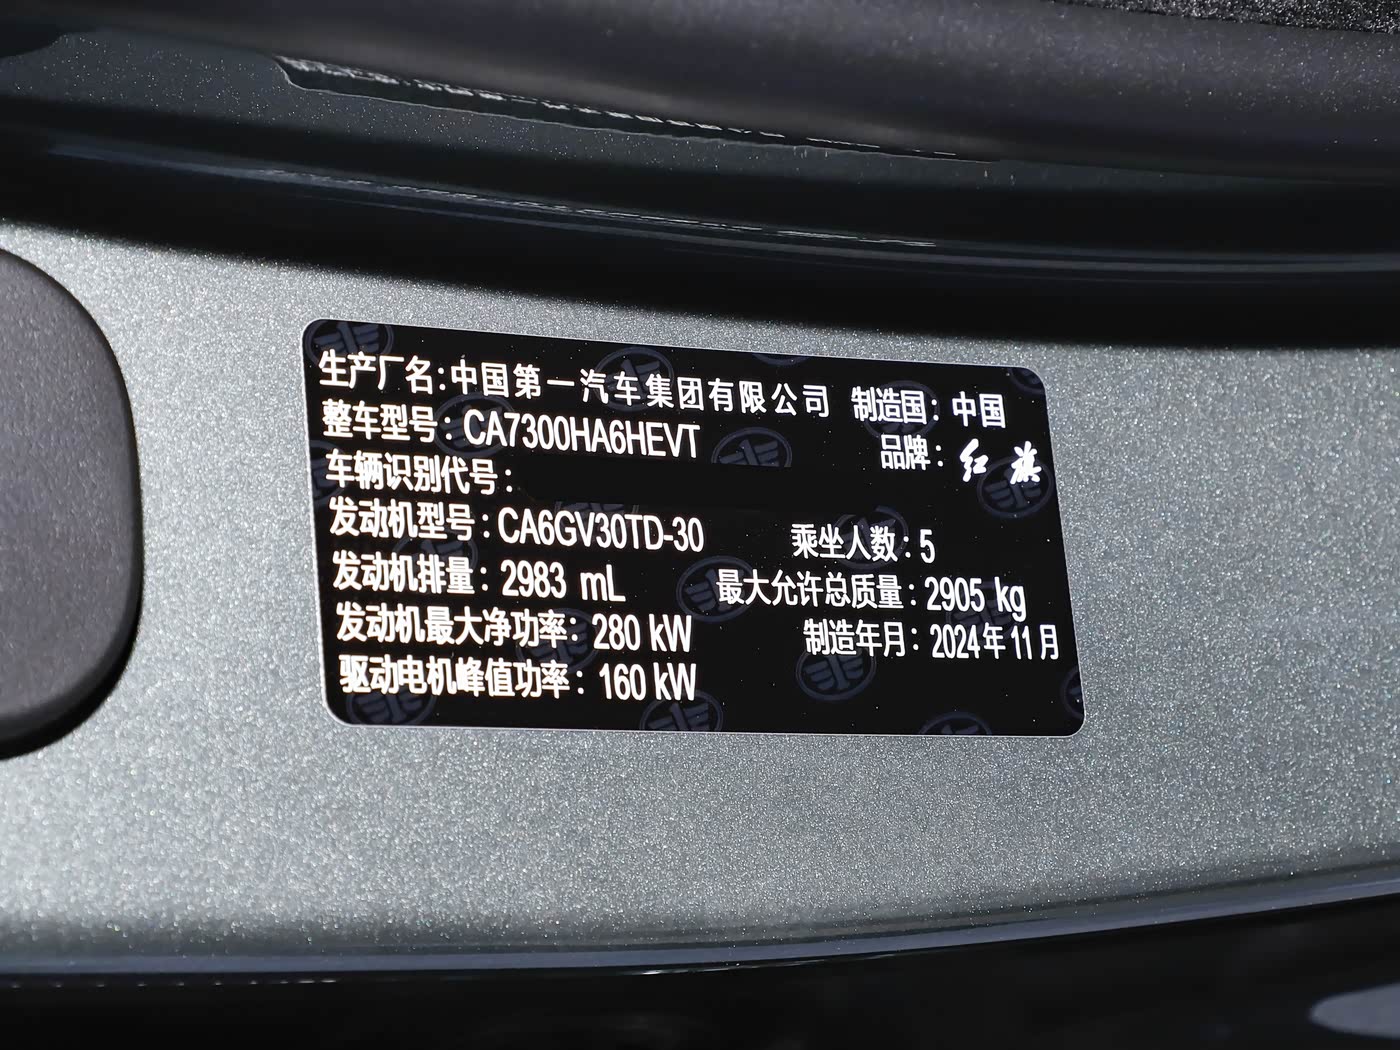 生产厂名:中国第一汽车集团有限公司 制造国:中国
整车型号:CA7300HA6HEVT 品牌:红旗
车辆识别代号:
发动机型号:CA6GV30TD-30 乘坐人数:5
发动机排量:2983 mL 最大允许总质量:2905 kg
发动机最大净功率:280 kW 制造年月:2024年11月
驱动电机峰值功率:160 kW